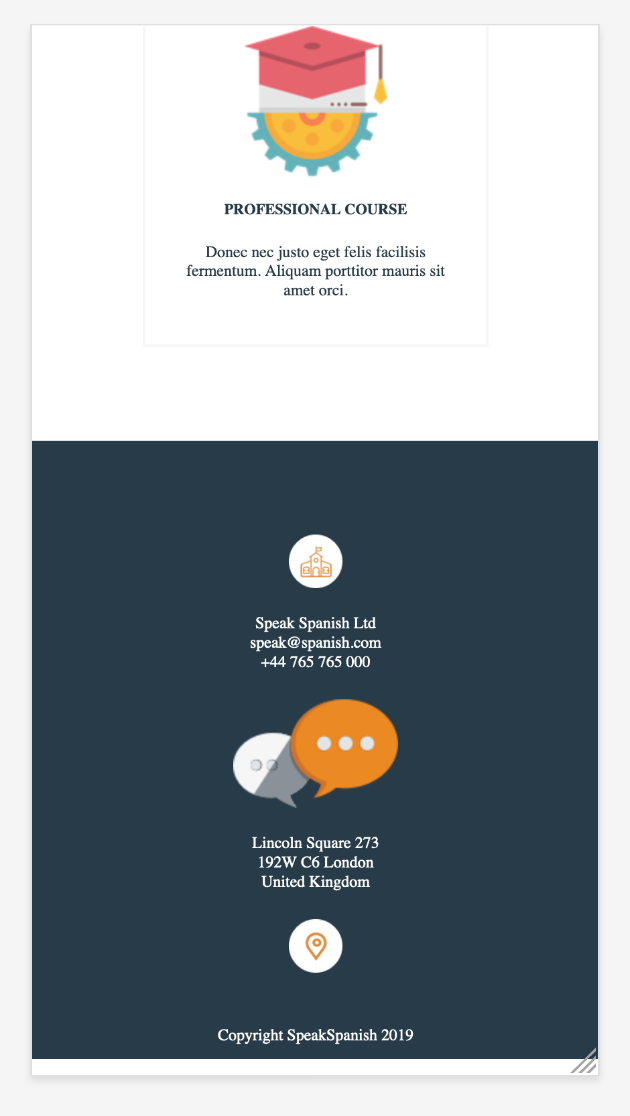 PROFESSIONAL COURSE
Donec nec justo eget felis facilisis
fermentum. Aliquam porttitor mauris sit
amet orci.
Speak Spanish Ltd
speak@spanish.com
+44 765 765 000
Lincoln Square 273
192W C6 London
United Kingdom
Copyright SpeakSpanish 2019